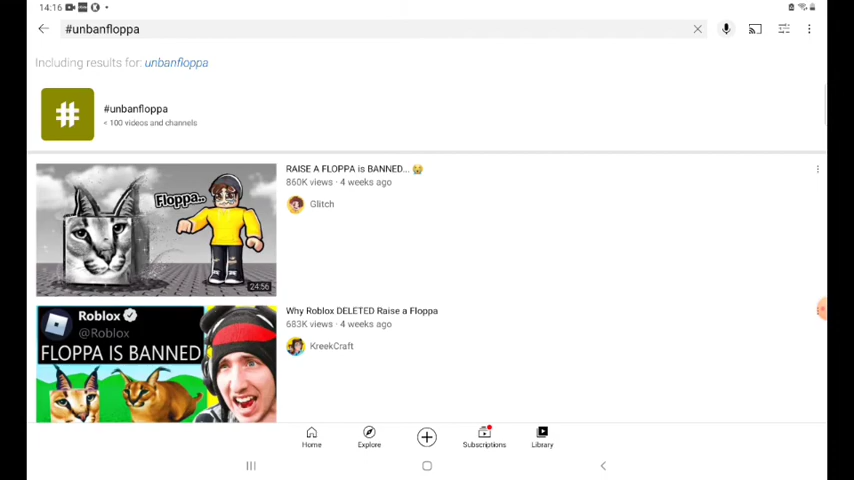 14:16
#unbanfloppa
Including results for: unbanfloppa
#
#unbanfloppa
< 100 videos and channels
Floppa..
24:56
RAISE A FLOPPA is BANNED... 😭
860K views · 4 weeks ago
Glitch
Roblox
@Roblox
FLOPPA IS BANNED
Why Roblox DELETED Raise a Floppa
683K views · 4 weeks ago
KreekCraft
Home
Explore
Subscriptions
Library